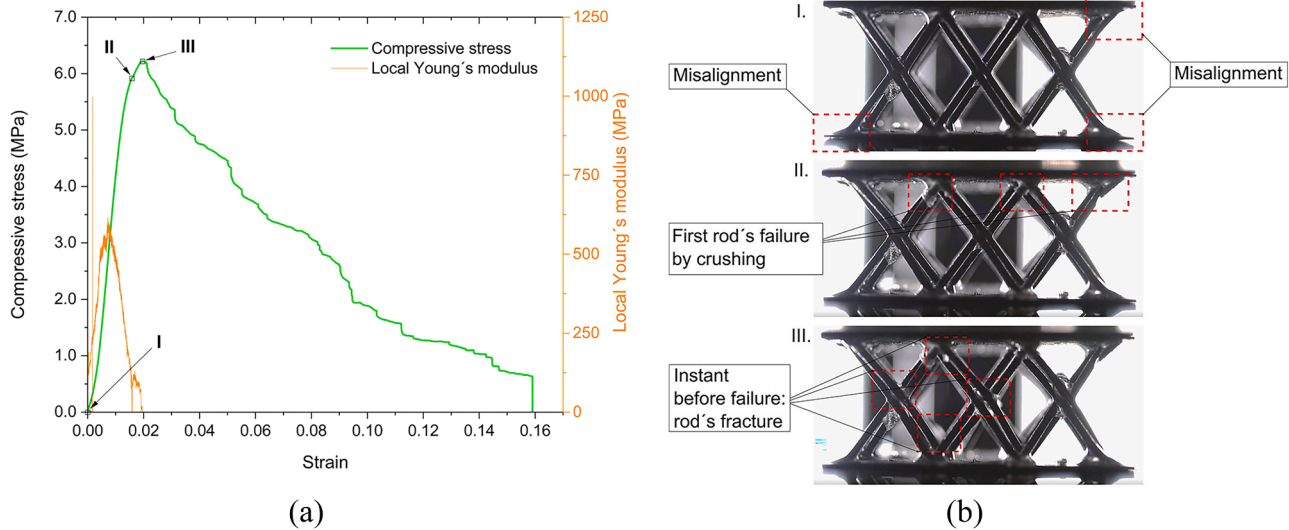 7.0
6.0
5.0
4.0
3.0
2.0
1.0
0.0
Compressive stress (MPa)
II
III
I
Compressive stress
Local Young´s modulus
1250
1000
750
500
250
0
Local Young´s modulus (MPa)
0.00
0.02
0.04
0.06
0.08
0.10
0.12
0.14
0.16
Strain
(a)
I.
Misalignment
Misalignment
II.
First rod´s failure
by crushing
III.
Instant
before failure:
rod´s fracture
(b)